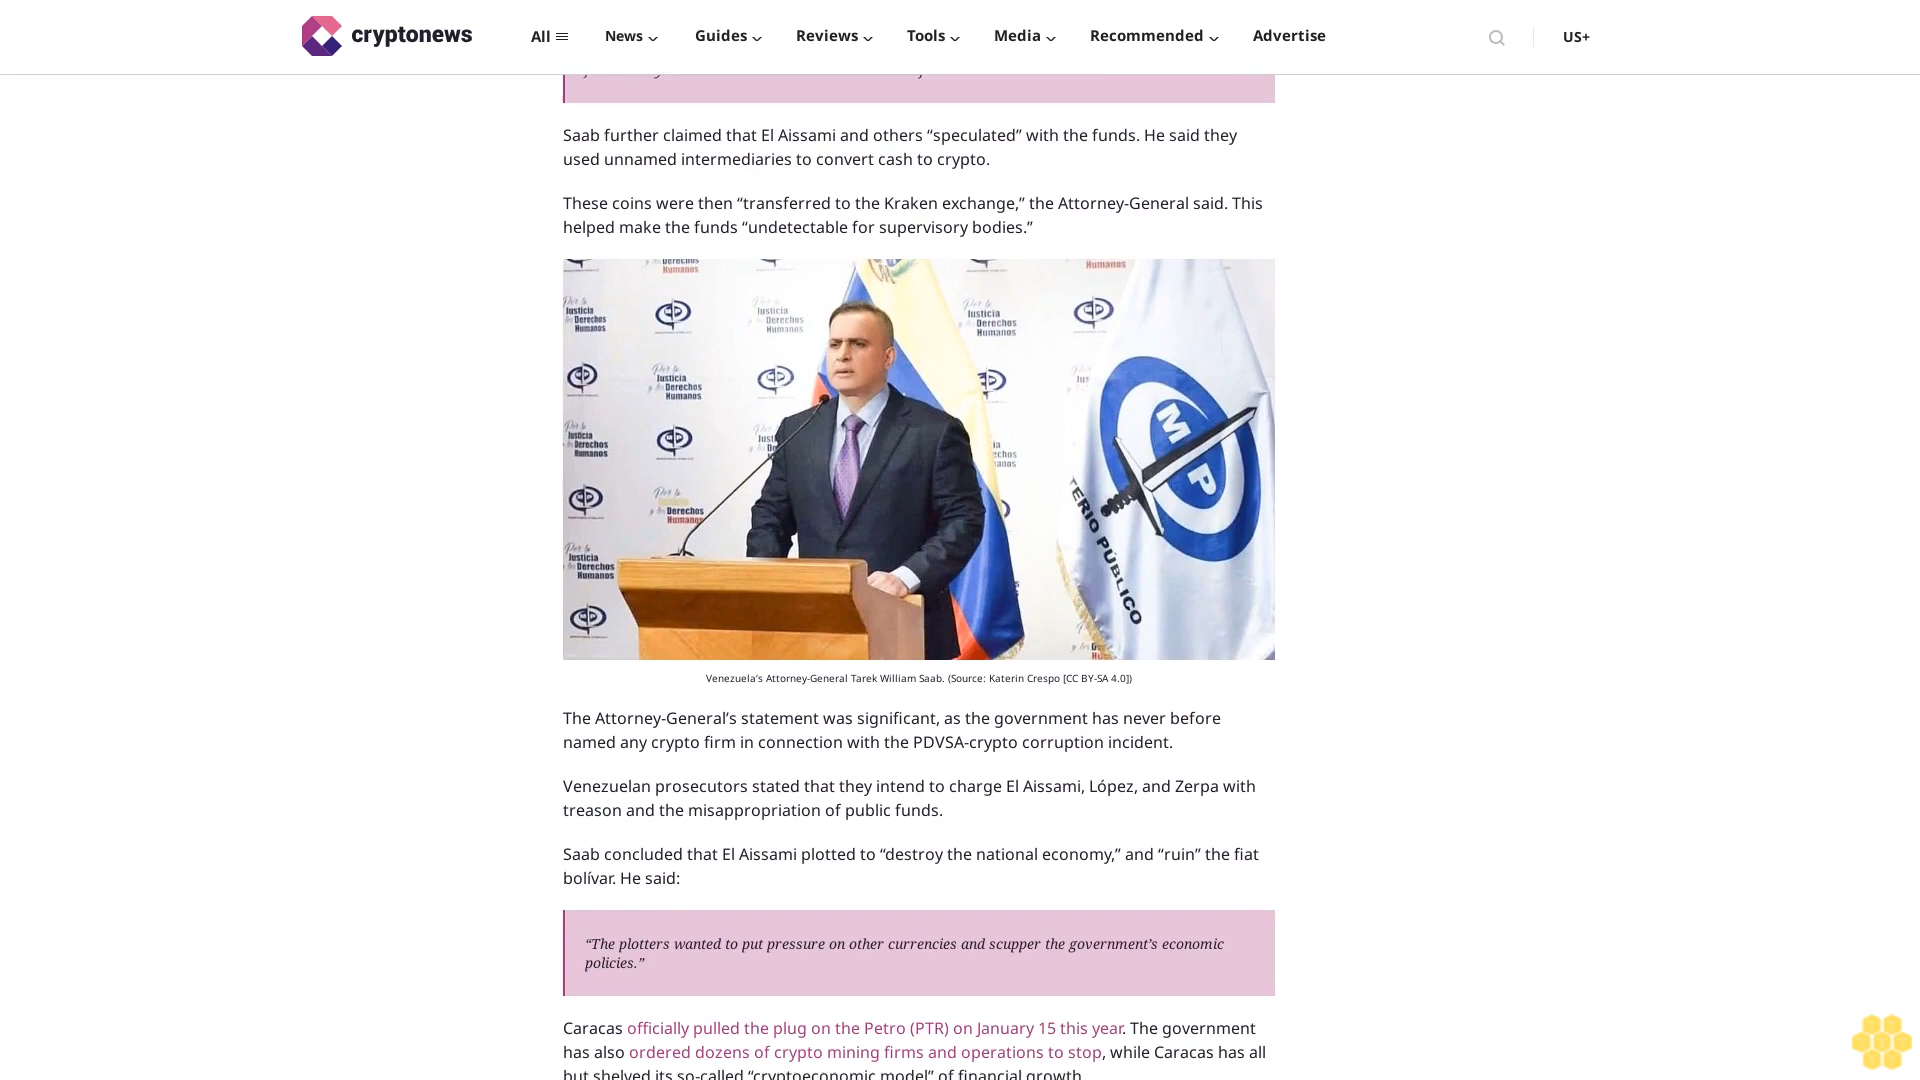 cryptonews
All
News
Guides
Reviews
Tools
Media
Recommended
Advertise
US+
Saab further claimed that El Aissami and others “speculated” with the funds. He said they
used unnamed intermediaries to convert cash to crypto.
These coins were then “transferred to the Kraken exchange,” the Attorney-General said. This
helped make the funds “undetectable for supervisory bodies.”
Por la
Justicia
y los Derechos
Humanos
MP
TERIO PÚBLICO
Venezuela’s Attorney-General Tarek William Saab. (Source: Katerin Crespo [CC BY-SA 4.0])
The Attorney-General’s statement was significant, as the government has never before
named any crypto firm in connection with the PDVSA-crypto corruption incident.
Venezuelan prosecutors stated that they intend to charge El Aissami, López, and Zerpa with
treason and the misappropriation of public funds.
Saab concluded that El Aissami plotted to “destroy the national economy,” and “ruin” the fiat
bolívar. He said:
“The plotters wanted to put pressure on other currencies and scupper the government’s economic
policies.”
Caracas officially pulled the plug on the Petro (PTR) on January 15 this year. The government
has also ordered dozens of crypto mining firms and operations to stop, while Caracas has all
but shelved its so-called “cryptoeconomic model” of financial growth.